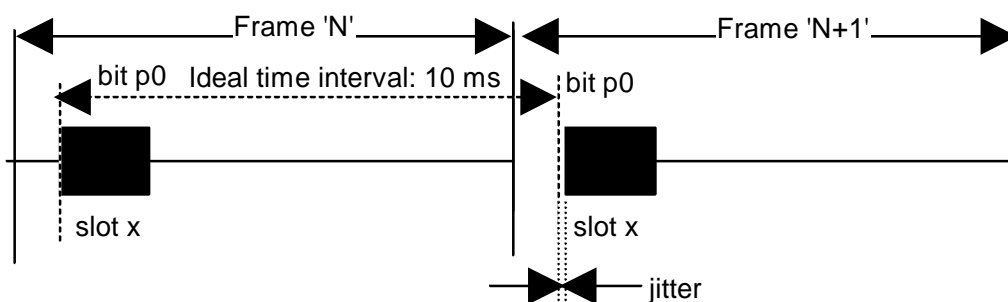 Frame 'N' Frame 'N+1'
bit p0 Ideal time interval: 10 ms bit p0
slot x slot x
jitter